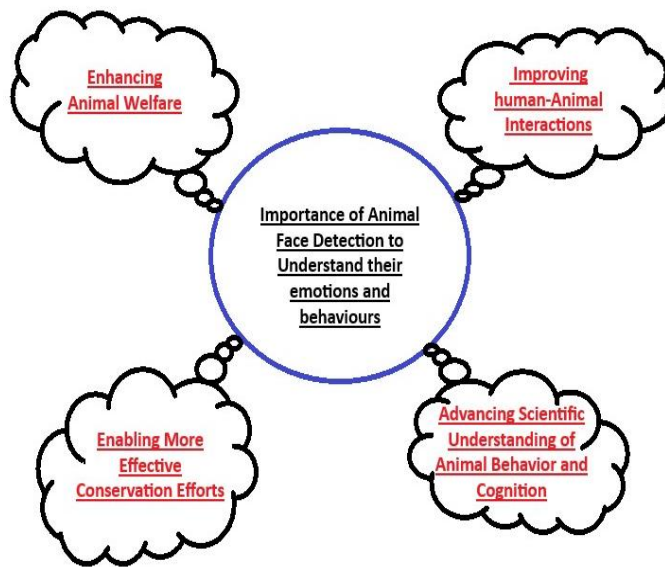 Enhancing
Animal Welfare
Improving
human-Animal
Interactions
Importance of Animal
Face Detection to
Understand their
emotions and
behaviours
Enabling More
Effective
Conservation Efforts
Advancing Scientific
Understanding of
Animal Behavior and
Cognition